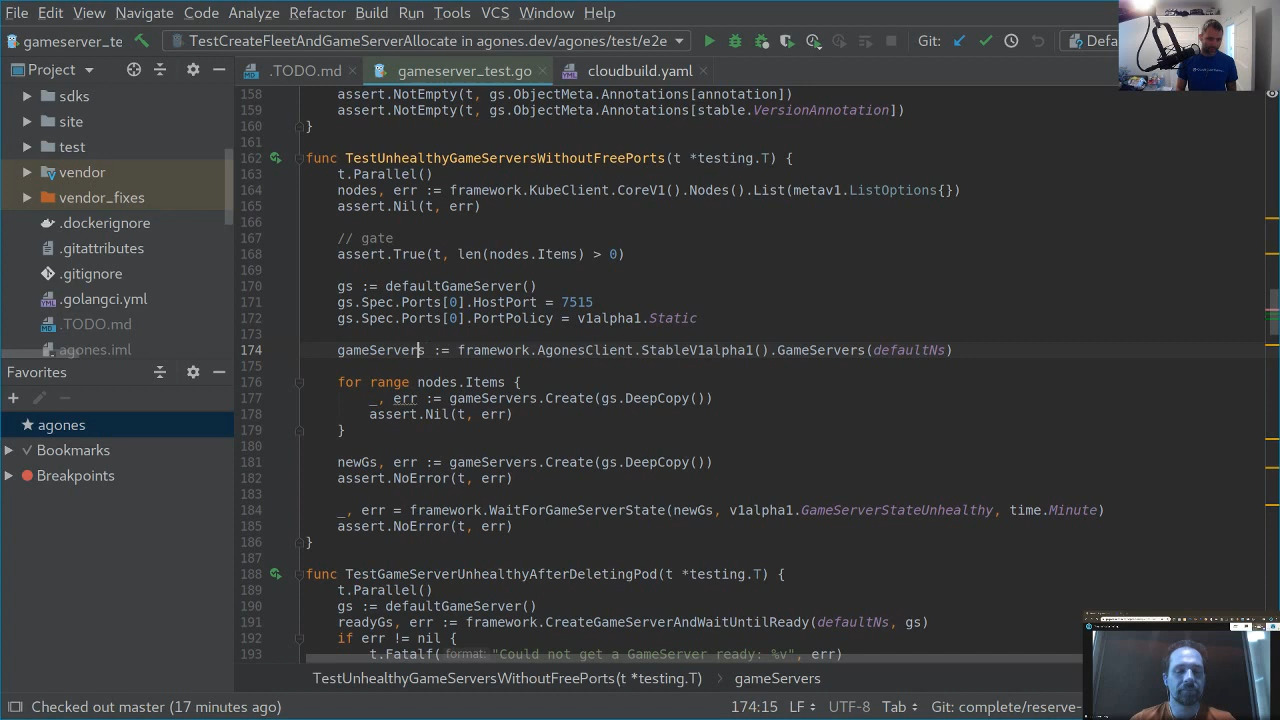 File Edit View Navigate Code Analyze Refactor Build Run Tools VCS Window Help
gameserver_te TestCreateFleetAndGameServerAllocate in agones.dev/agones/test/e2e Git: Defa
Project .TODO.md gameserver_test.go cloudbuild.yaml
sdks
site
test
vendor
vendor_fixes
.dockerignore
.gitattributes
.gitignore
.golangci.yml
.TODO.md
agones.iml
Favorites
agones
Bookmarks
Breakpoints
158 assert.NotEmpty(t, gs.ObjectMeta.Annotations[annotation])
159 assert.NotEmpty(t, gs.ObjectMeta.Annotations[stable.VersionAnnotation])
160 }
161
162 func TestUnhealthyGameServersWithoutFreePorts(t *testing.T) {
163 t.Parallel()
164 nodes, err := framework.KubeClient.CoreV1().Nodes().List(metav1.ListOptions{})
165 assert.Nil(t, err)
166
167 // gate
168 assert.True(t, len(nodes.Items) > 0)
169
170 gs := defaultGameServer()
171 gs.Spec.Ports[0].HostPort = 7515
172 gs.Spec.Ports[0].PortPolicy = v1alpha1.Static
173
174 gameServers := framework.AgonesClient.StableV1alpha1().GameServers(defaultNs)
175
176 for range nodes.Items {
177 _, err := gameServers.Create(gs.DeepCopy())
178 assert.Nil(t, err)
179 }
180
181 newGs, err := gameServers.Create(gs.DeepCopy())
182 assert.NoError(t, err)
183
184 _, err = framework.WaitForGameServerState(newGs, v1alpha1.GameServerStateUnhealthy, time.Minute)
185 assert.NoError(t, err)
186 }
187
188 func TestGameServerUnhealthyAfterDeletingPod(t *testing.T) {
189 t.Parallel()
190 gs := defaultGameServer()
191 readyGs, err := framework.CreateGameServerAndWaitUntilReady(defaultNs, gs)
192 if err != nil {
193 t.Fatalf( format: "Could not get a GameServer ready: %v", err)
TestUnhealthyGameServersWithoutFreePorts(t *testing.T) gameServers
Checked out master (17 minutes ago) 174:15 LF UTF-8 Tab Git: complete/reserve-